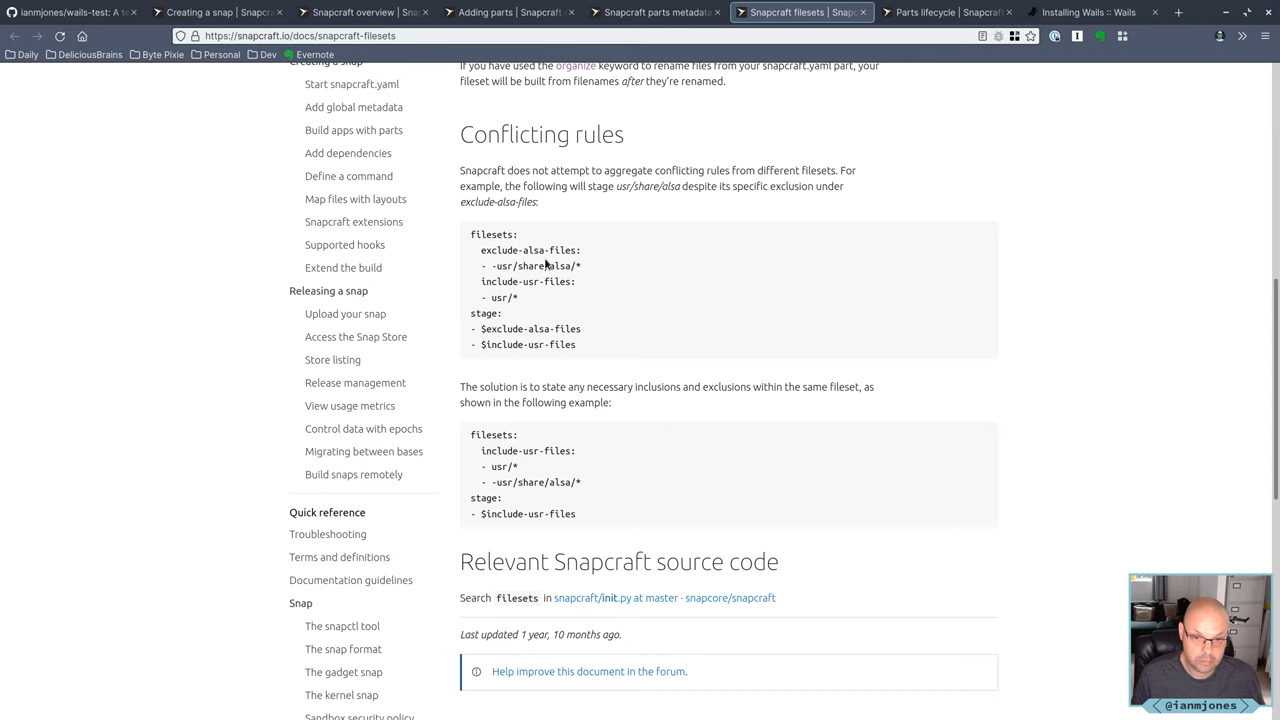 ianmjones/wails-test: A te
Creating a snap | Snapcra
Snapcraft overview | Snap
Adding parts | Snapcraft
Snapcraft parts metadata
Snapcraft filesets | Snapc
Parts lifecycle | Snapcraf
Installing Wails :: Wails
https://snapcraft.io/docs/snapcraft-filesets
Daily
DeliciousBrains
Byte Pixie
Personal
Dev
Evernote
Creating a snap
Start snapcraft.yaml
Add global metadata
Build apps with parts
Add dependencies
Define a command
Map files with layouts
Snapcraft extensions
Supported hooks
Extend the build
Releasing a snap
Upload your snap
Access the Snap Store
Store listing
Release management
View usage metrics
Control data with epochs
Migrating between bases
Build snaps remotely
Quick reference
Troubleshooting
Terms and definitions
Documentation guidelines
Snap
The snapctl tool
The snap format
The gadget snap
The kernel snap
Sandbox security policy
If you have used the organize keyword to rename files from your snapcraft.yaml part, your
fileset will be built from filenames after they're renamed.
Conflicting rules
Snapcraft does not attempt to aggregate conflicting rules from different filesets. For
example, the following will stage usr/share/alsa despite its specific exclusion under
exclude-alsa-files:
filesets:
exclude-alsa-files:
- -usr/share/alsa/*
include-usr-files:
- usr/*
stage:
- $exclude-alsa-files
- $include-usr-files
The solution is to state any necessary inclusions and exclusions within the same fileset, as
shown in the following example:
filesets:
include-usr-files:
- usr/*
- -usr/share/alsa/*
stage:
- $include-usr-files
Relevant Snapcraft source code
Search filesets in snapcraft/init.py at master · snapcore/snapcraft
Last updated 1 year, 10 months ago.
Help improve this document in the forum.
@ianmjones